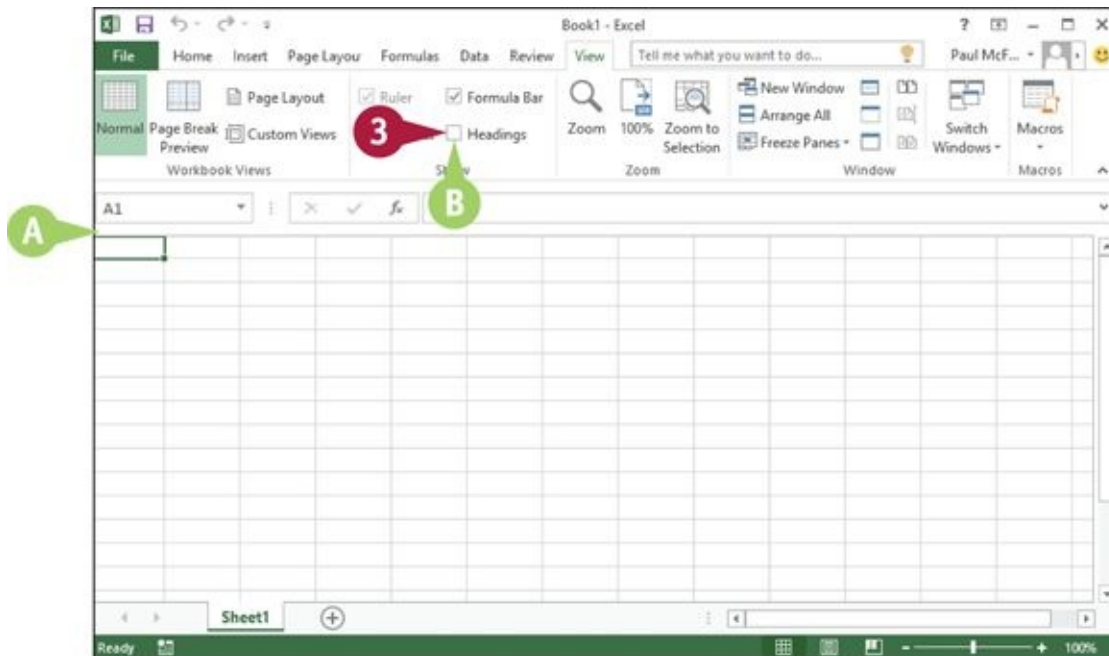 Book1 - Excel
?
File Home Insert Page Layou Formulas Data Review View Tell me what you want to do... Paul McF...
Normal Page Break Preview Page Layout Custom Views
Workbook Views
Ruler Formula Bar
3 Headings
B
Zoom 100% Zoom to Selection
Zoom
New Window
Arrange All
Freeze Panes
Switch Windows
Window
Macros
Macros
A1 fx
A
Sheet1
Ready 100%